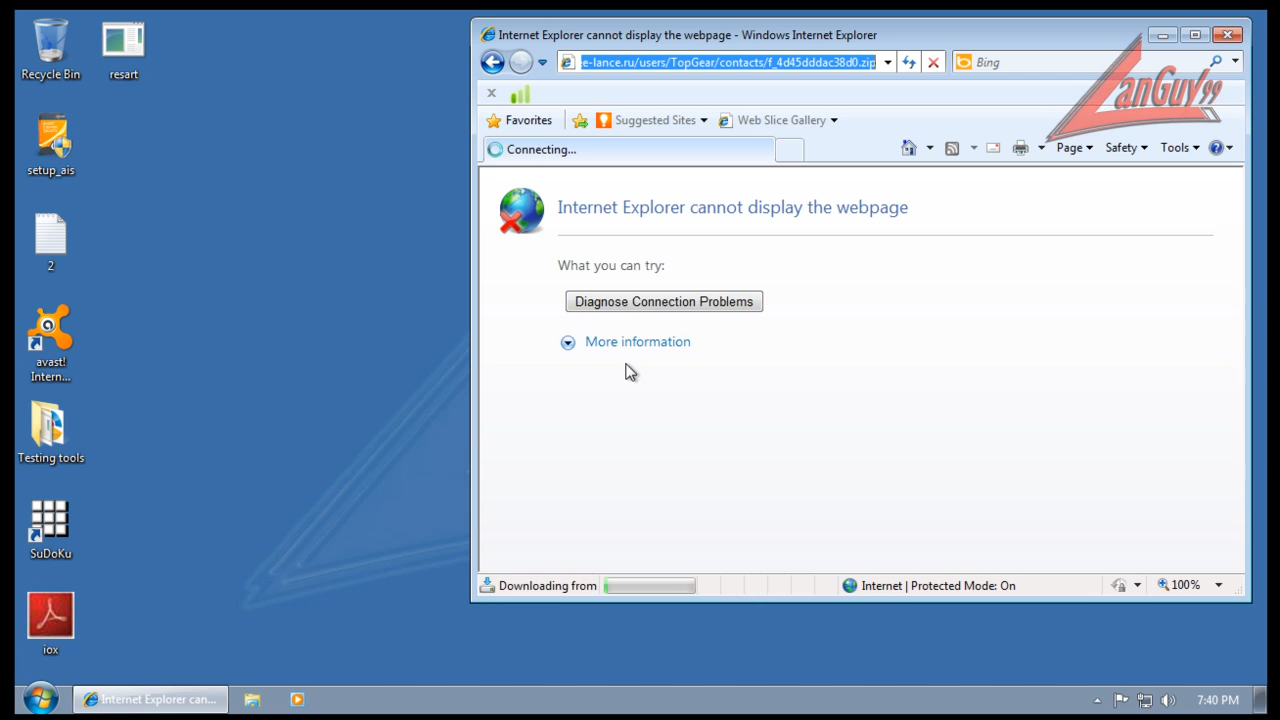 Recycle Bin
resart
setup_ais
2
avast!
Intern...
Testing tools
SuDoKu
iox
Internet Explorer cannot display the webpage - Windows Internet Explorer
e-lance.ru/users/TopGear/contacts/f_4d45dddac38d0.zip
Bing
LanGuy99
Favorites Suggested Sites Web Slice Gallery
Connecting...
Page Safety Tools
Internet Explorer cannot display the webpage
What you can try:
Diagnose Connection Problems
More information
Downloading from
Internet | Protected Mode: On
100%
Internet Explorer can...
7:40 PM